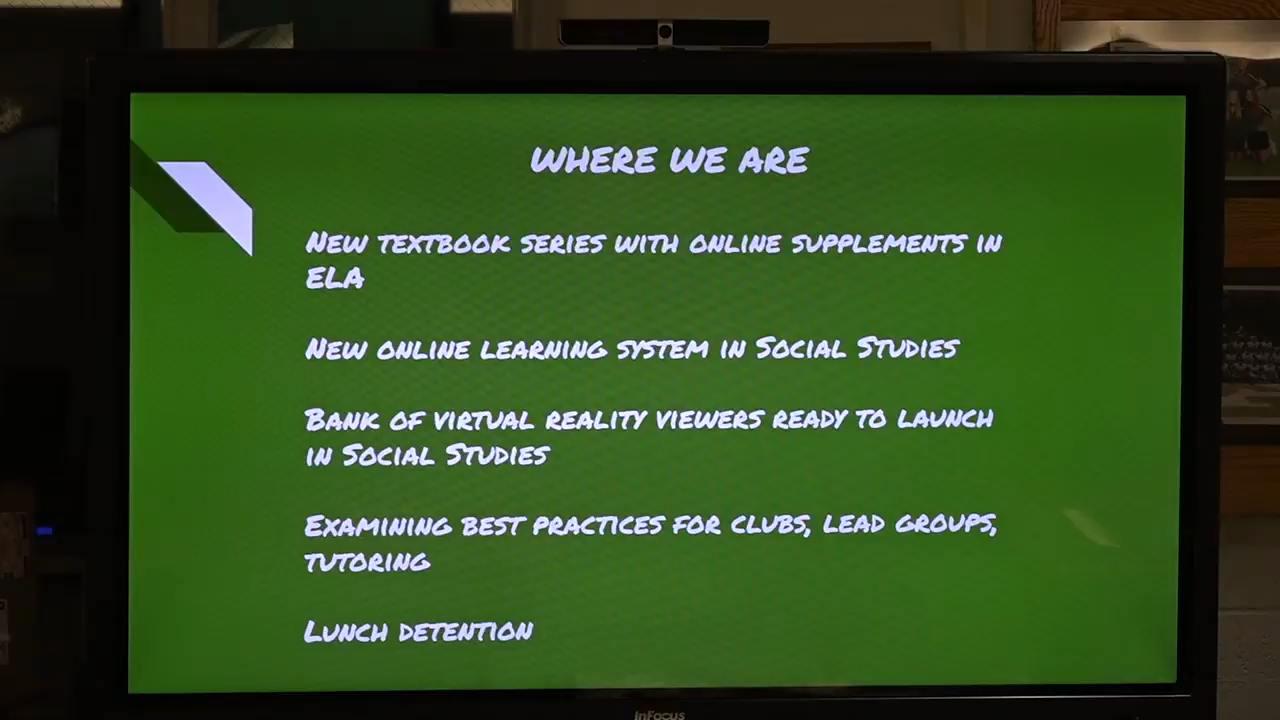 WHERE WE ARE
NEW TEXTBOOK SERIES WITH ONLINE SUPPLEMENTS IN
ELA
NEW ONLINE LEARNING SYSTEM IN SOCIAL STUDIES
BANK OF VIRTUAL REALITY VIEWERS READY TO LAUNCH
IN SOCIAL STUDIES
EXAMINING BEST PRACTICES FOR CLUBS, LEAD GROUPS,
TUTORING
LUNCH DETENTION
InFocus